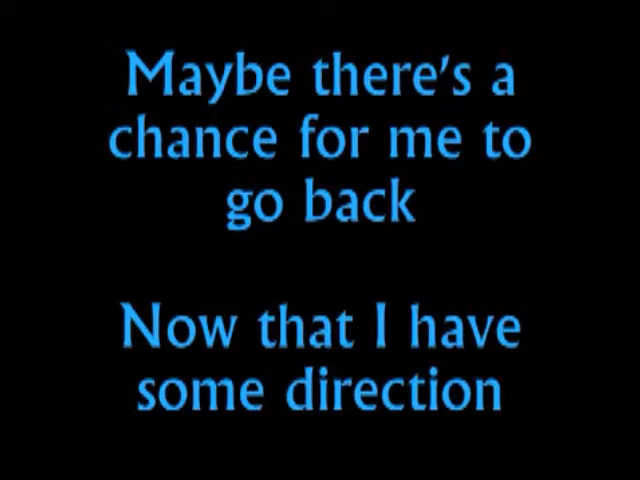 Maybe there's a
chance for me to
go back
Now that I have
some direction